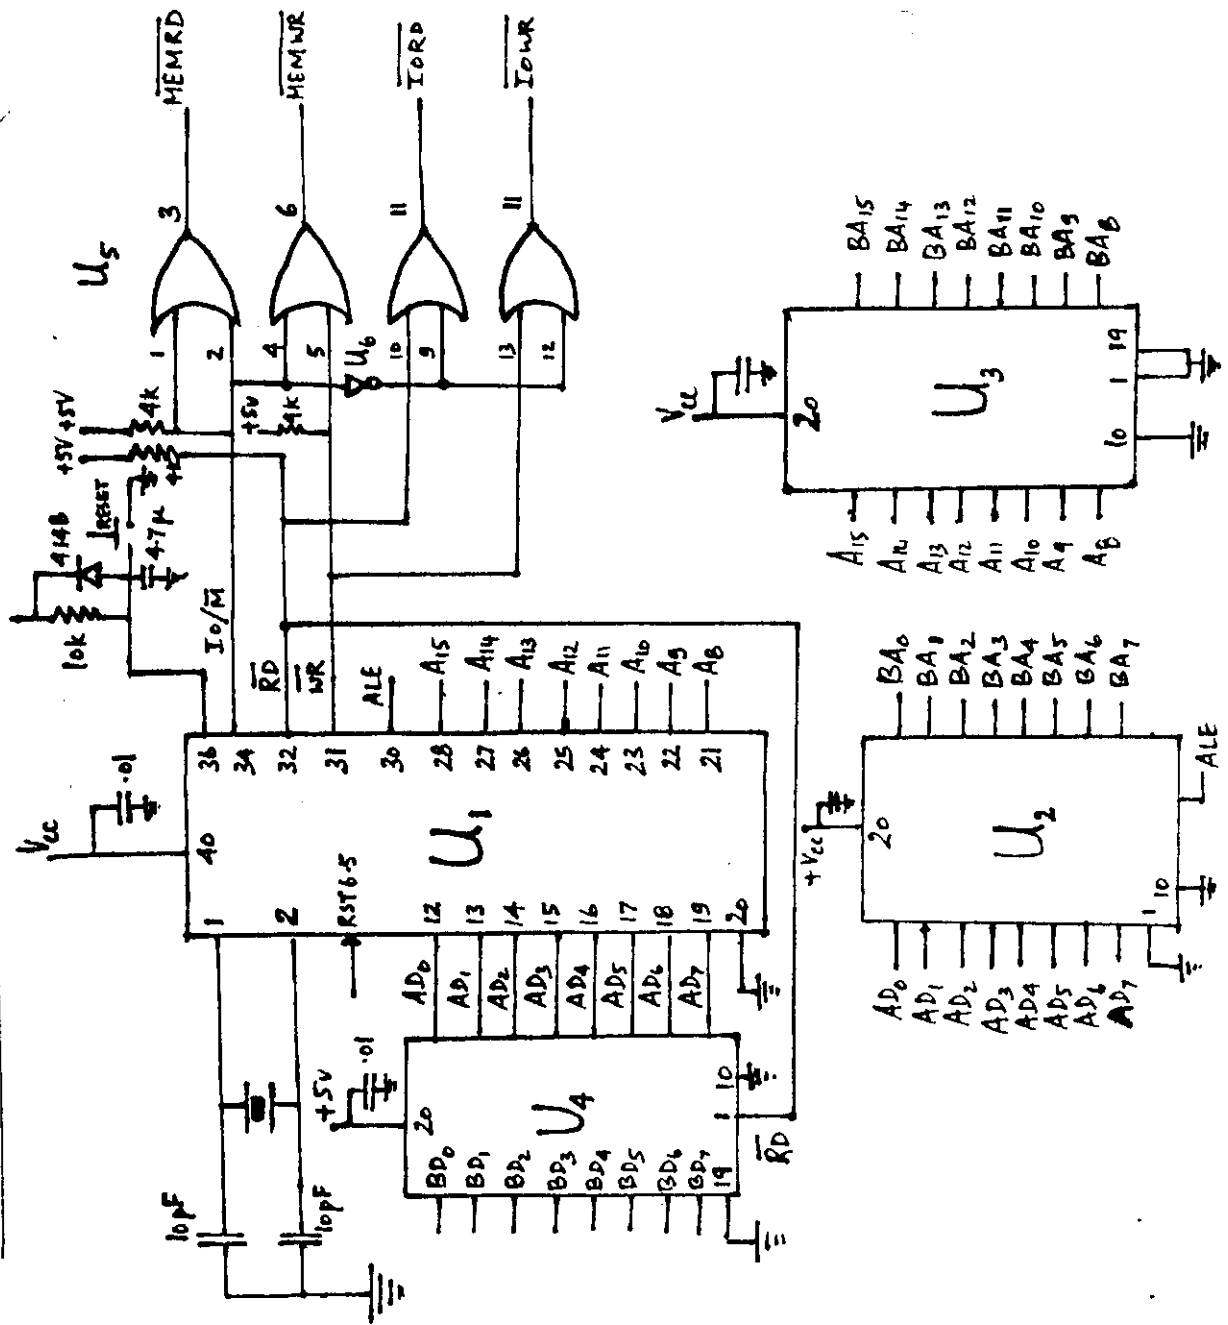 MEMRD
MEMWR
IORD
IOWR
U5
3
6
11
11
1
2
4
5
U6
10
9
13
12
+5V
+5V
4k
4k
+5V
4k
414B
RESET
47µ
10k
IO/M
RD
WR
ALE
A15
A14
A13
A12
A11
A10
A9
A8
Vcc
.01
36
34
32
31
30
28
27
26
25
24
23
22
21
40
U1
1
2
RST6.5
12
13
14
15
16
17
18
19
20
10pF
10pF
AD0
AD1
AD2
AD3
AD4
AD5
AD6
AD7
+5V
.01
20
U4
10
1
RD
BD0
BD1
BD2
BD3
BD4
BD5
BD6
BD7
19
Vcc
20
U3
10
1
19
BA15
BA14
BA13
BA12
BA11
BA10
BA9
BA8
A15
A13
A12
A11
A10
A9
A8
+Vcc
20
U2
1
10
ALE
BA0
BA1
BA2
BA3
BA4
BA5
BA6
BA7
AD0
AD1
AD2
AD3
AD4
AD5
AD6
AD7